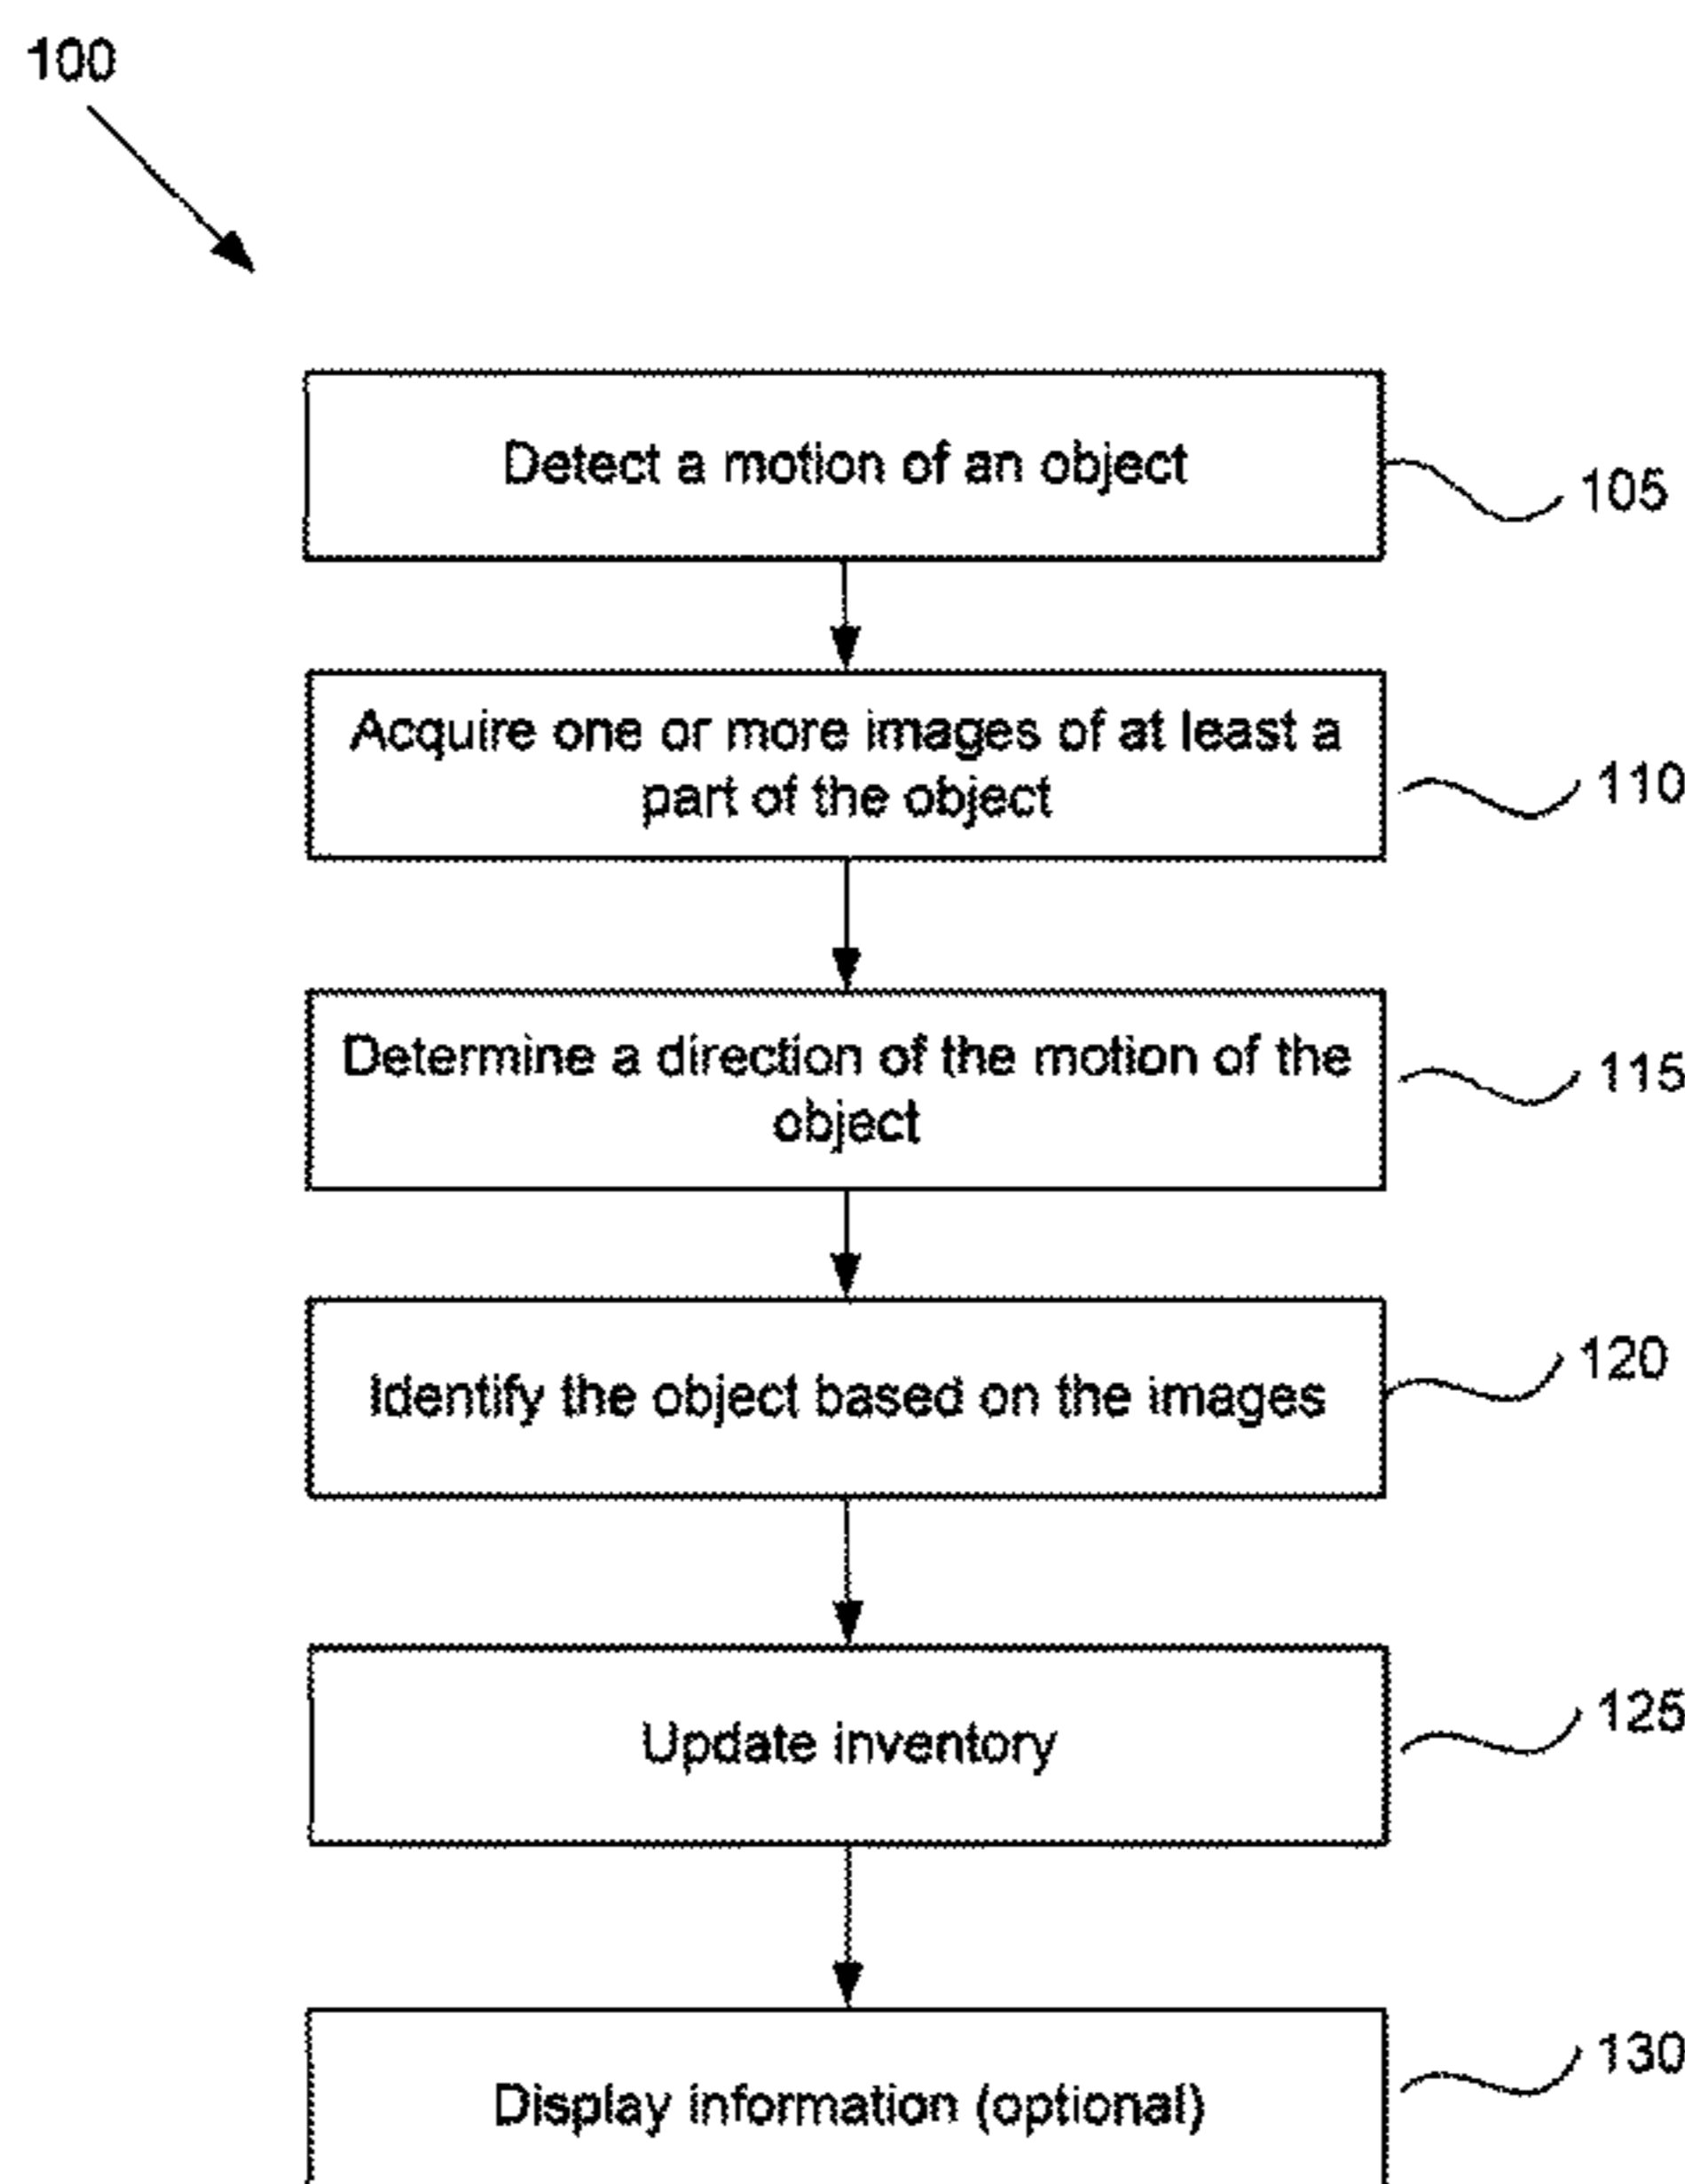 100
Detect a motion of an object
105
Acquire one or more images of at least a
part of the object
110
Determine a direction of the motion of the
object
115
Identify the object based on the images
120
Update inventory
125
Display information (optional)
130